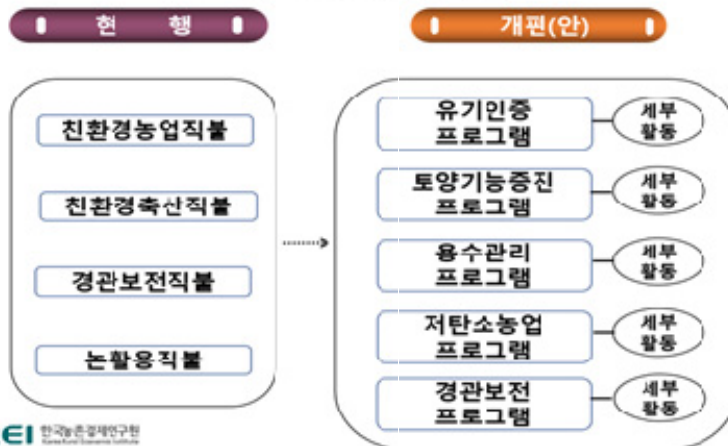 현 행
개편(안)
친환경농업직불
친환경축산직불
경관보전직불
논활용직불
유기인증
프로그램
세부
활동
토양기능증진
프로그램
세부
활동
용수관리
프로그램
세부
활동
저탄소농업
프로그램
세부
활동
경관보전
프로그램
세부
활동
EI 한국농촌경제연구원
Korea Rural Economic Institute